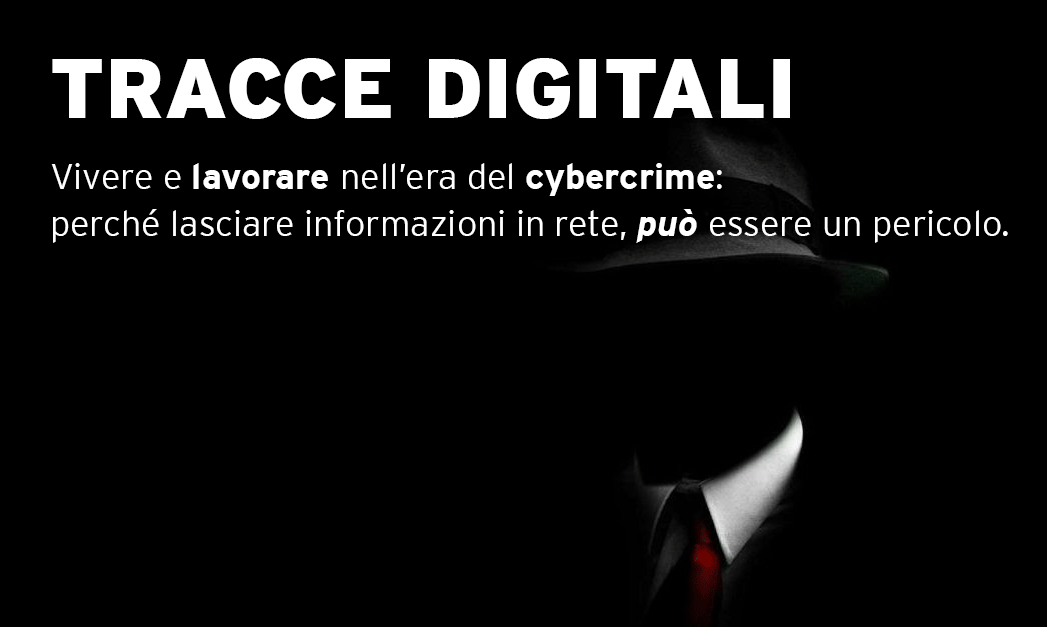 TRACCE DIGITALI
Vivere e lavorare nell'era del cybercrime:
perché lasciare informazioni in rete, può essere un pericolo.